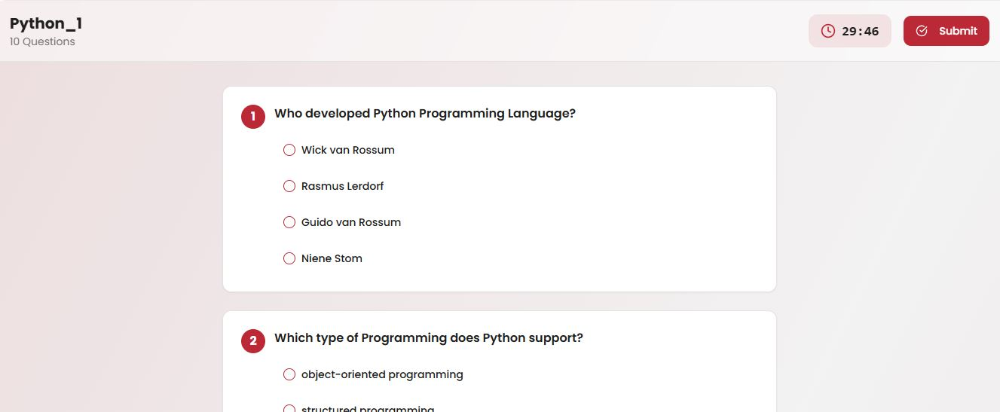 Python_1
10 Questions
29:46
Submit
1 Who developed Python Programming Language?
Wick van Rossum
Rasmus Lerdorf
Guido van Rossum
Niene Stom
2 Which type of Programming does Python support?
object-oriented programming
structured programming